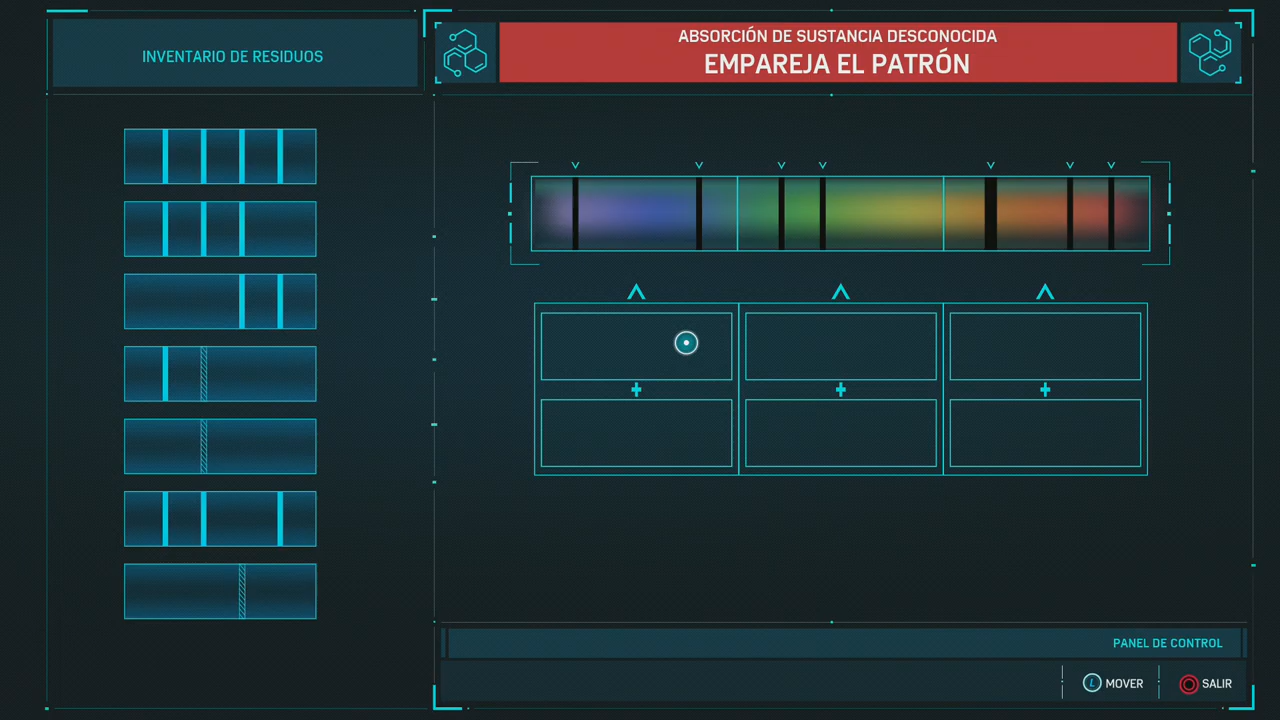 INVENTARIO DE RESIDUOS
ABSORCIÓN DE SUSTANCIA DESCONOCIDA
EMPAREJA EL PATRÓN
PANEL DE CONTROL
L MOVER
SALIR